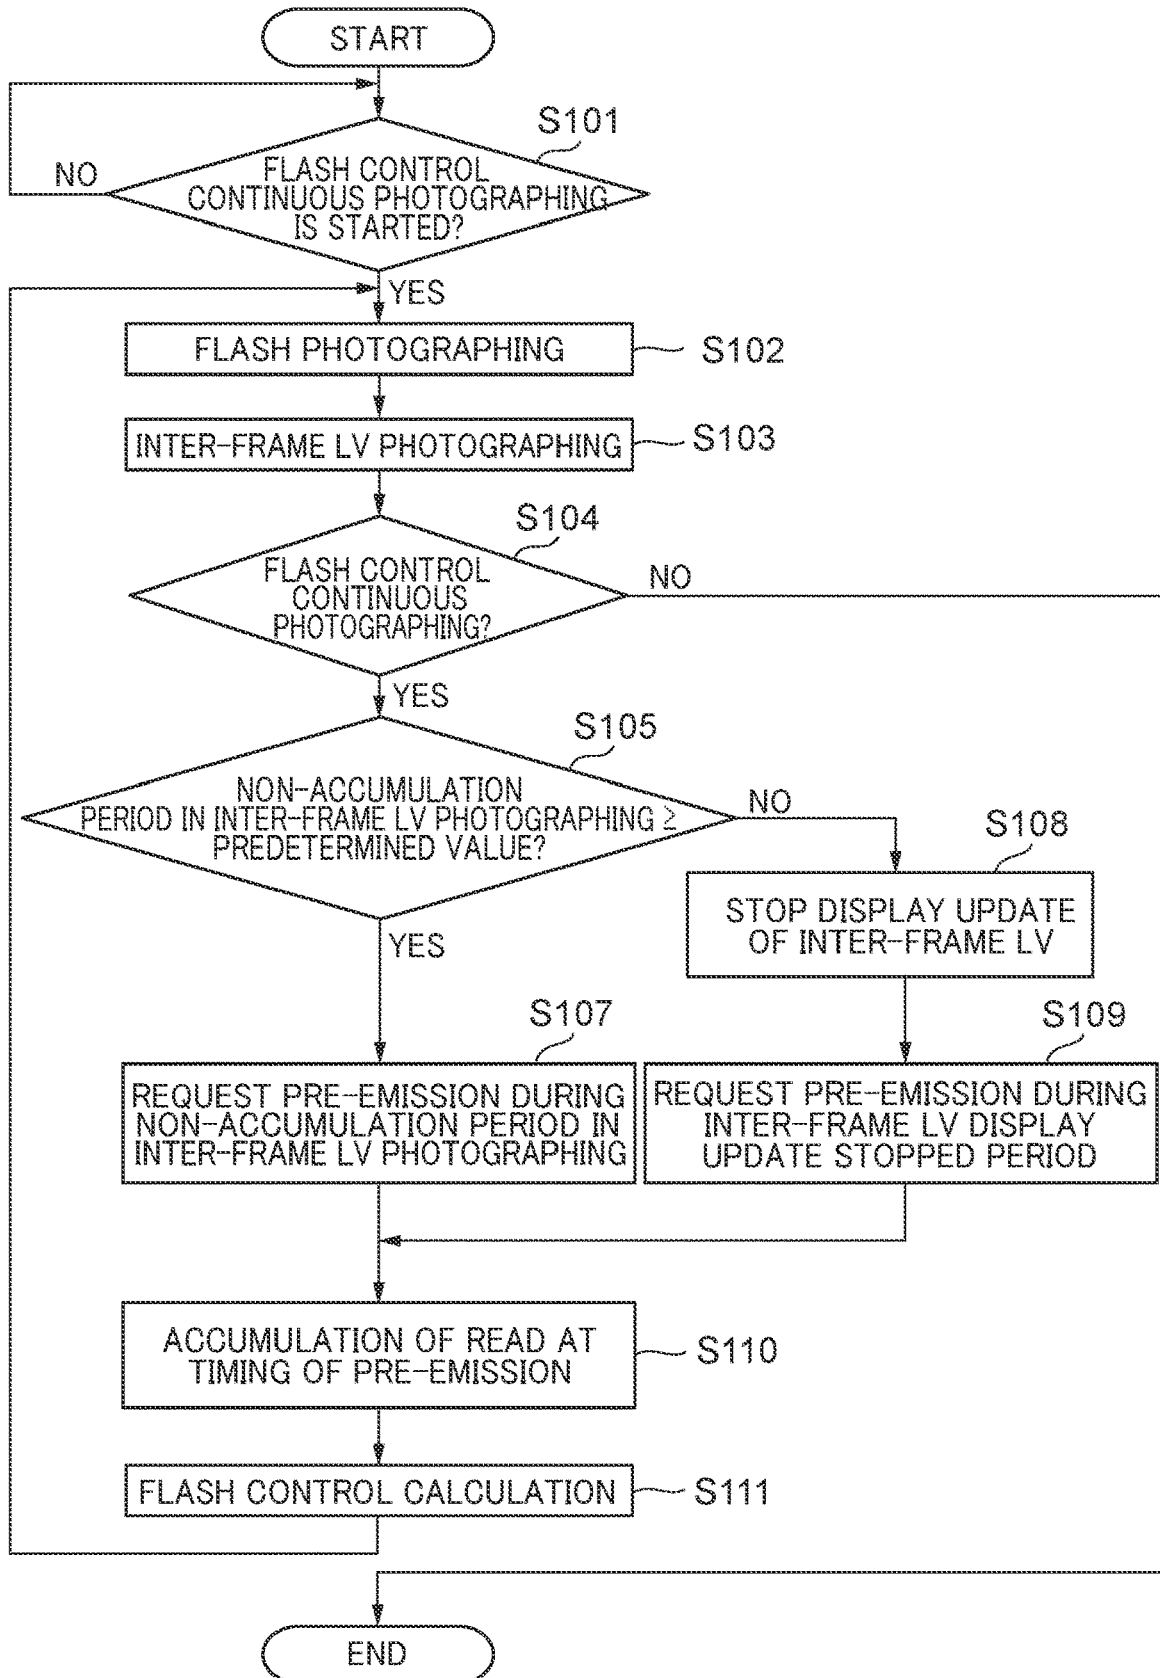 START
S101
FLASH CONTROL
CONTINUOUS PHOTOGRAPHING
IS STARTED?
NO
YES
FLASH PHOTOGRAPHING
S102
INTER-FRAME LV PHOTOGRAPHING
S103
S104
FLASH CONTROL
CONTINUOUS
PHOTOGRAPHING?
NO
YES
S105
NON-ACCUMULATION
PERIOD IN INTER-FRAME LV PHOTOGRAPHING ≥
PREDETERMINED VALUE?
NO
YES
S108
STOP DISPLAY UPDATE
OF INTER-FRAME LV
S107
REQUEST PRE-EMISSION DURING
NON-ACCUMULATION PERIOD IN
INTER-FRAME LV PHOTOGRAPHING
S109
REQUEST PRE-EMISSION DURING
INTER-FRAME LV DISPLAY
UPDATE STOPPED PERIOD
ACCUMULATION OF READ AT
TIMING OF PRE-EMISSION
S110
FLASH CONTROL CALCULATION
S111
END